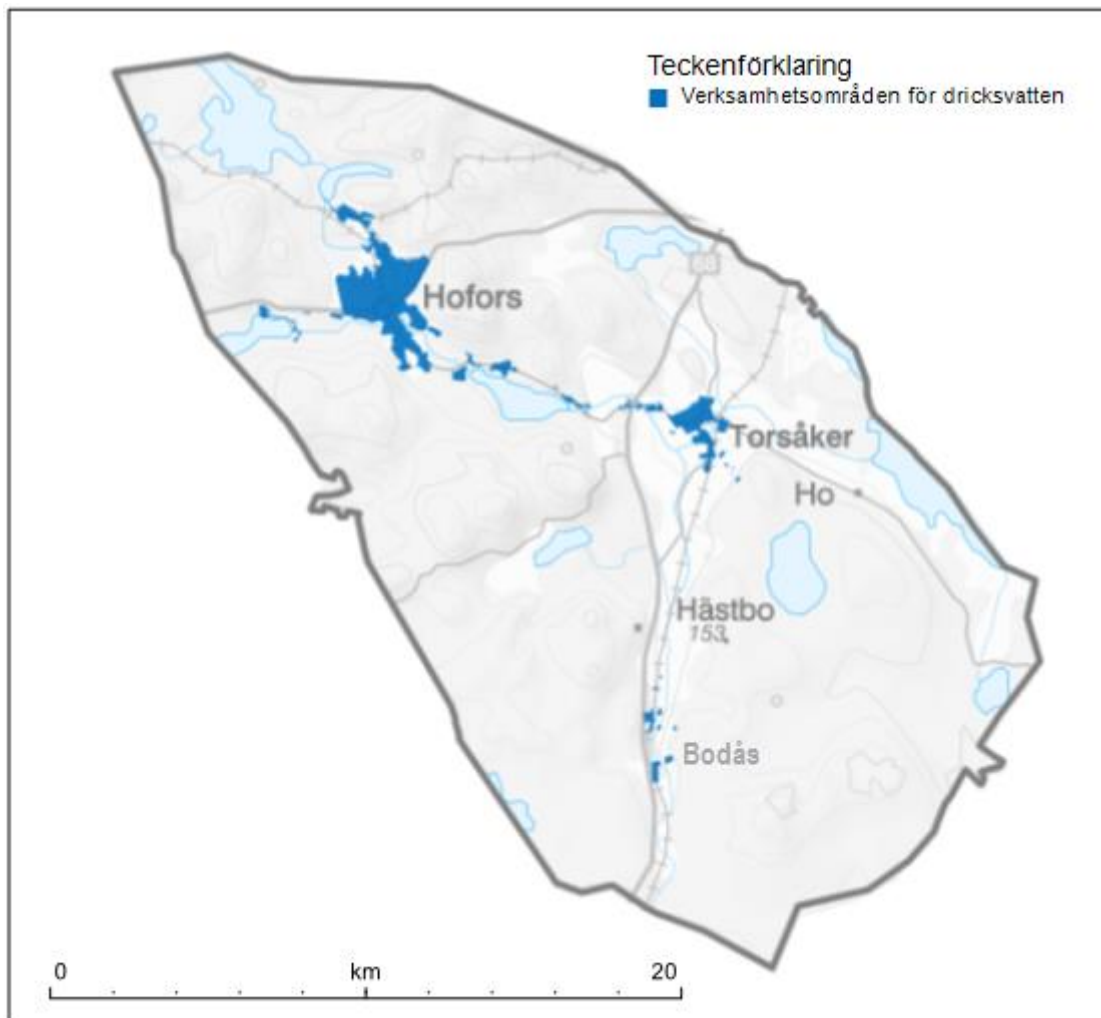 Teckenförklaring
Verksamhetsområden för dricksvatten
Hofors
Torsåker
Ho
Hästbo
153
Bodås
0 km 20